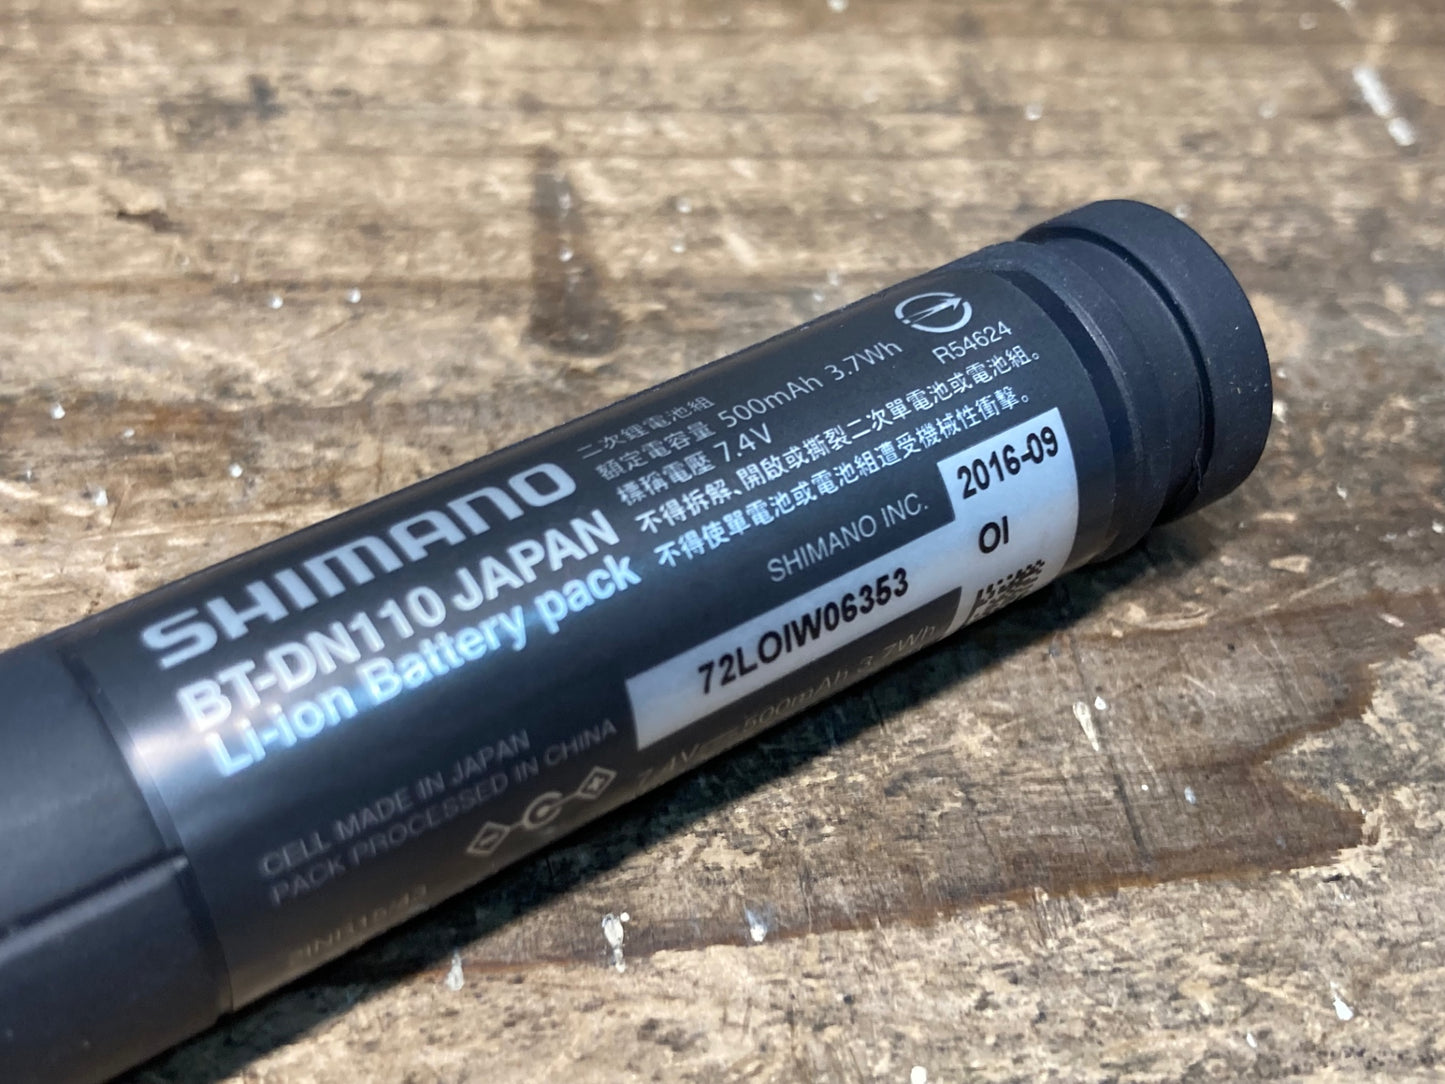 SHIMANO
BT-DN110 JAPAN
Li-ion Battery pack
CELL MADE IN JAPAN
PACK PROCESSED IN CHINA
二次鋰電池組
額定電容量 500mAh 3.7Wh
標稱電壓 7.4V
不得拆解、開啟或撕裂二次單電池或電池組。
不得使單電池或電池組遭受機械性衝擊。
R54624
SHIMANO INC.
2016-09
OI
72LOIW06353
7.4V 500mAh 3.7Wh